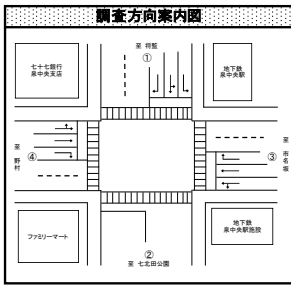 調査方向案内図
至 将監
①
七十七銀行
泉中央支店
地下鉄
泉中央駅
至
野
村
④
③
至
市
名
坂
②
至 七北田公園
ファミリーマート
地下鉄
泉中央駅施設